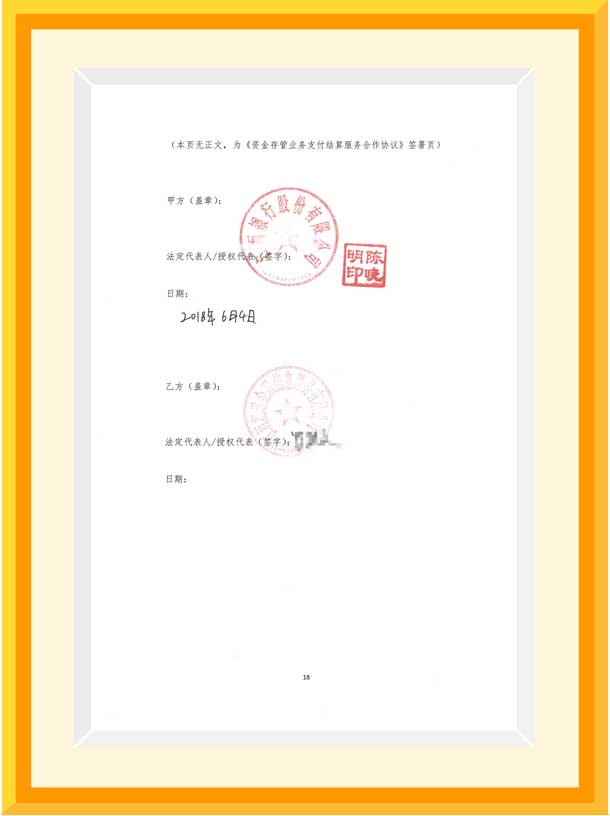 （本页无正文，为《资金存管业务支付结算服务合作协议》签署页）
甲方（盖章）：
银行股份有限公司
法定代表人/授权代表（签字）：
陈晓明印
日期：
2018年6月4日
乙方（盖章）：
法定代表人/授权代表（签字）：
日期：
18